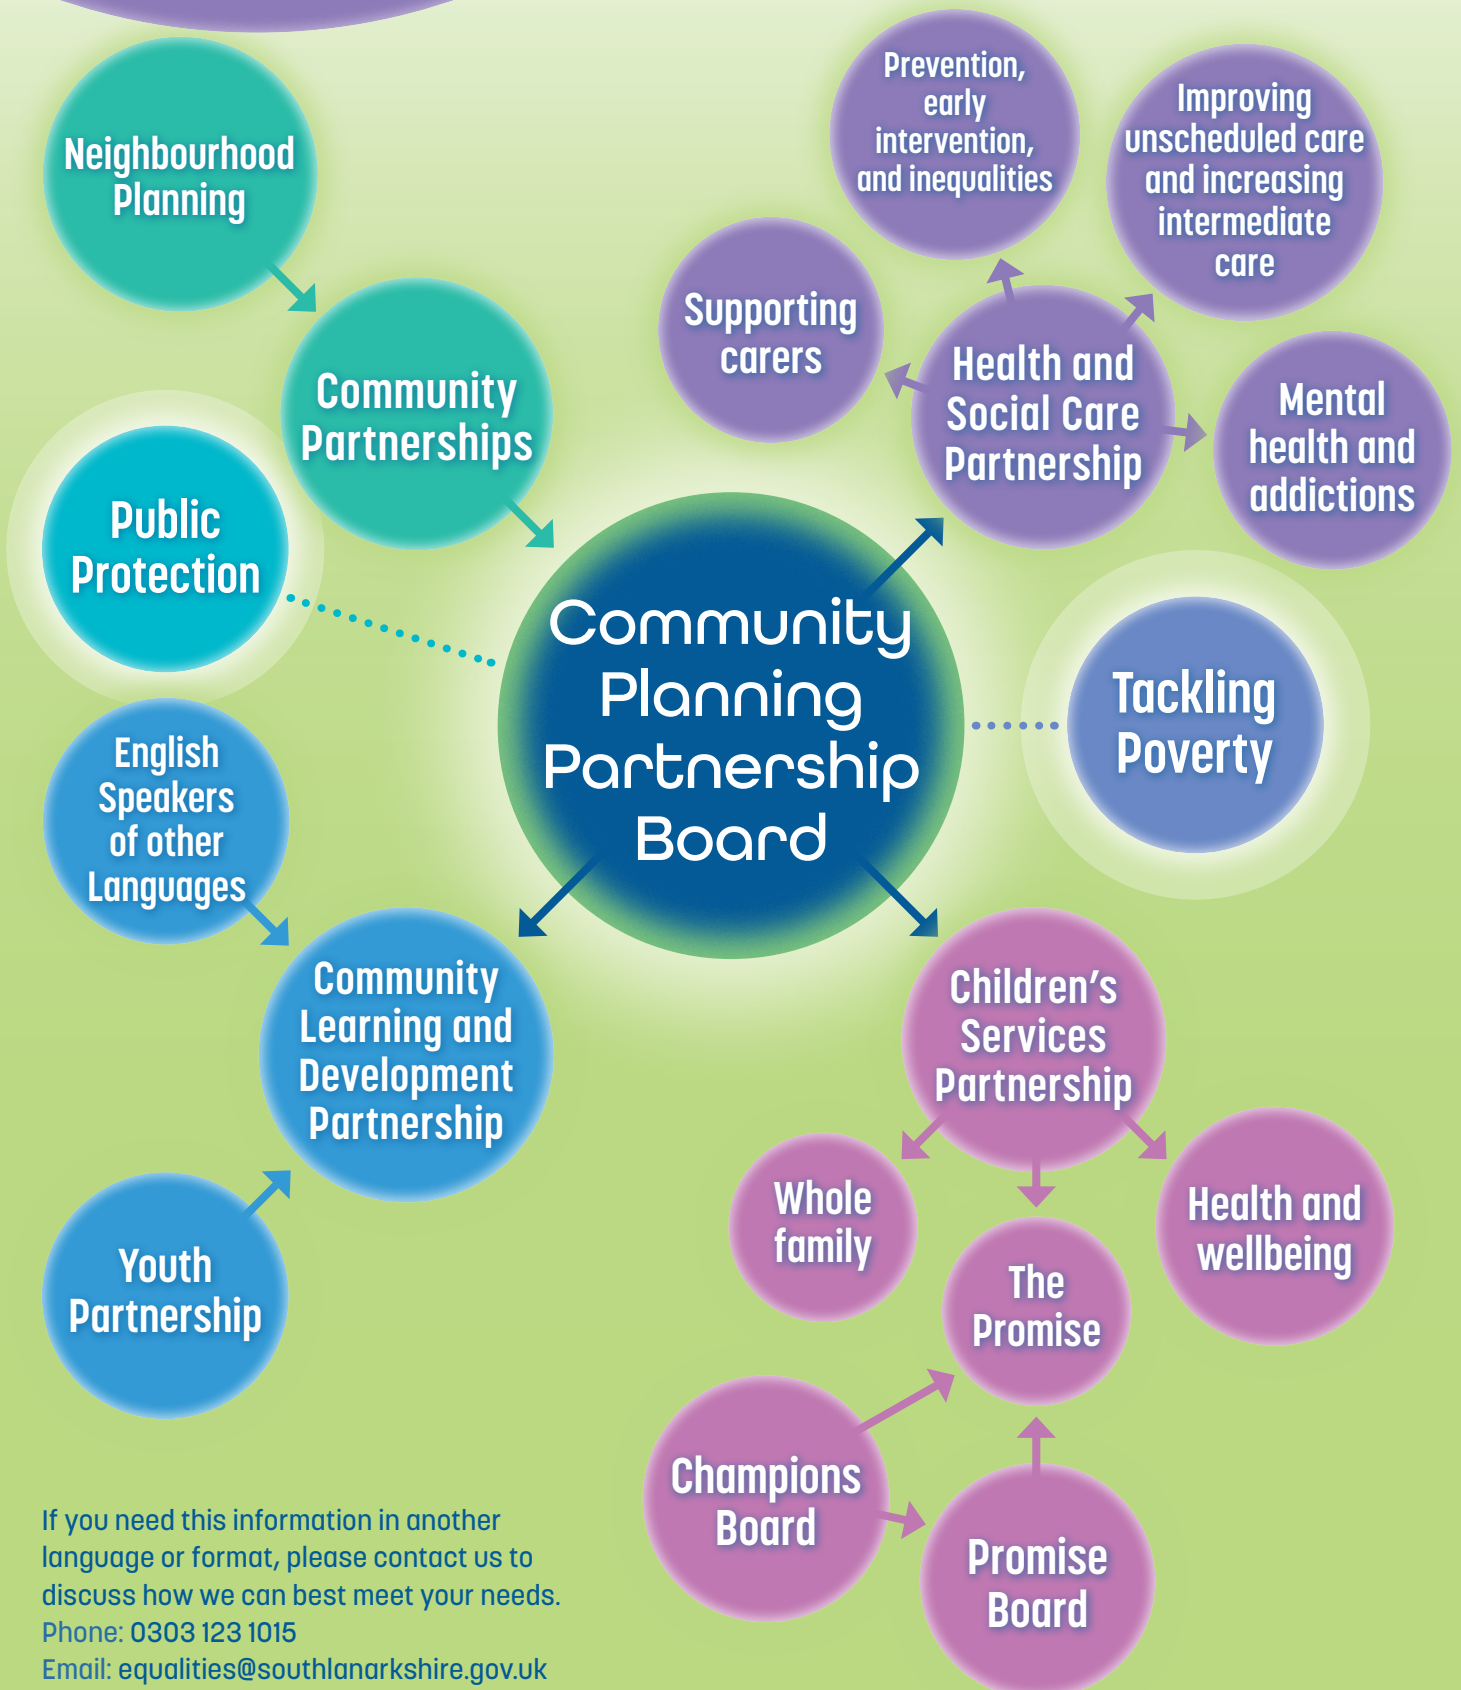 Neighbourhood
Planning
Community
Partnerships
Public
Protection
Prevention,
early
intervention,
and inequalities
Improving
unscheduled care
and increasing
intermediate
care
Supporting
carers
Health and
Social Care
Partnership
Mental
health and
addictions
Community
Planning
Partnership
Board
Tackling
Poverty
English
Speakers
of other
Languages
Community
Learning and
Development
Partnership
Youth
Partnership
Children's
Services
Partnership
Whole
family
The
Promise
Health and
wellbeing
Champions
Board
Promise
Board
If you need this information in another
language or format, please contact us to
discuss how we can best meet your needs.
Phone: 0303 123 1015
Email: equalities@southlanarkshire.gov.uk